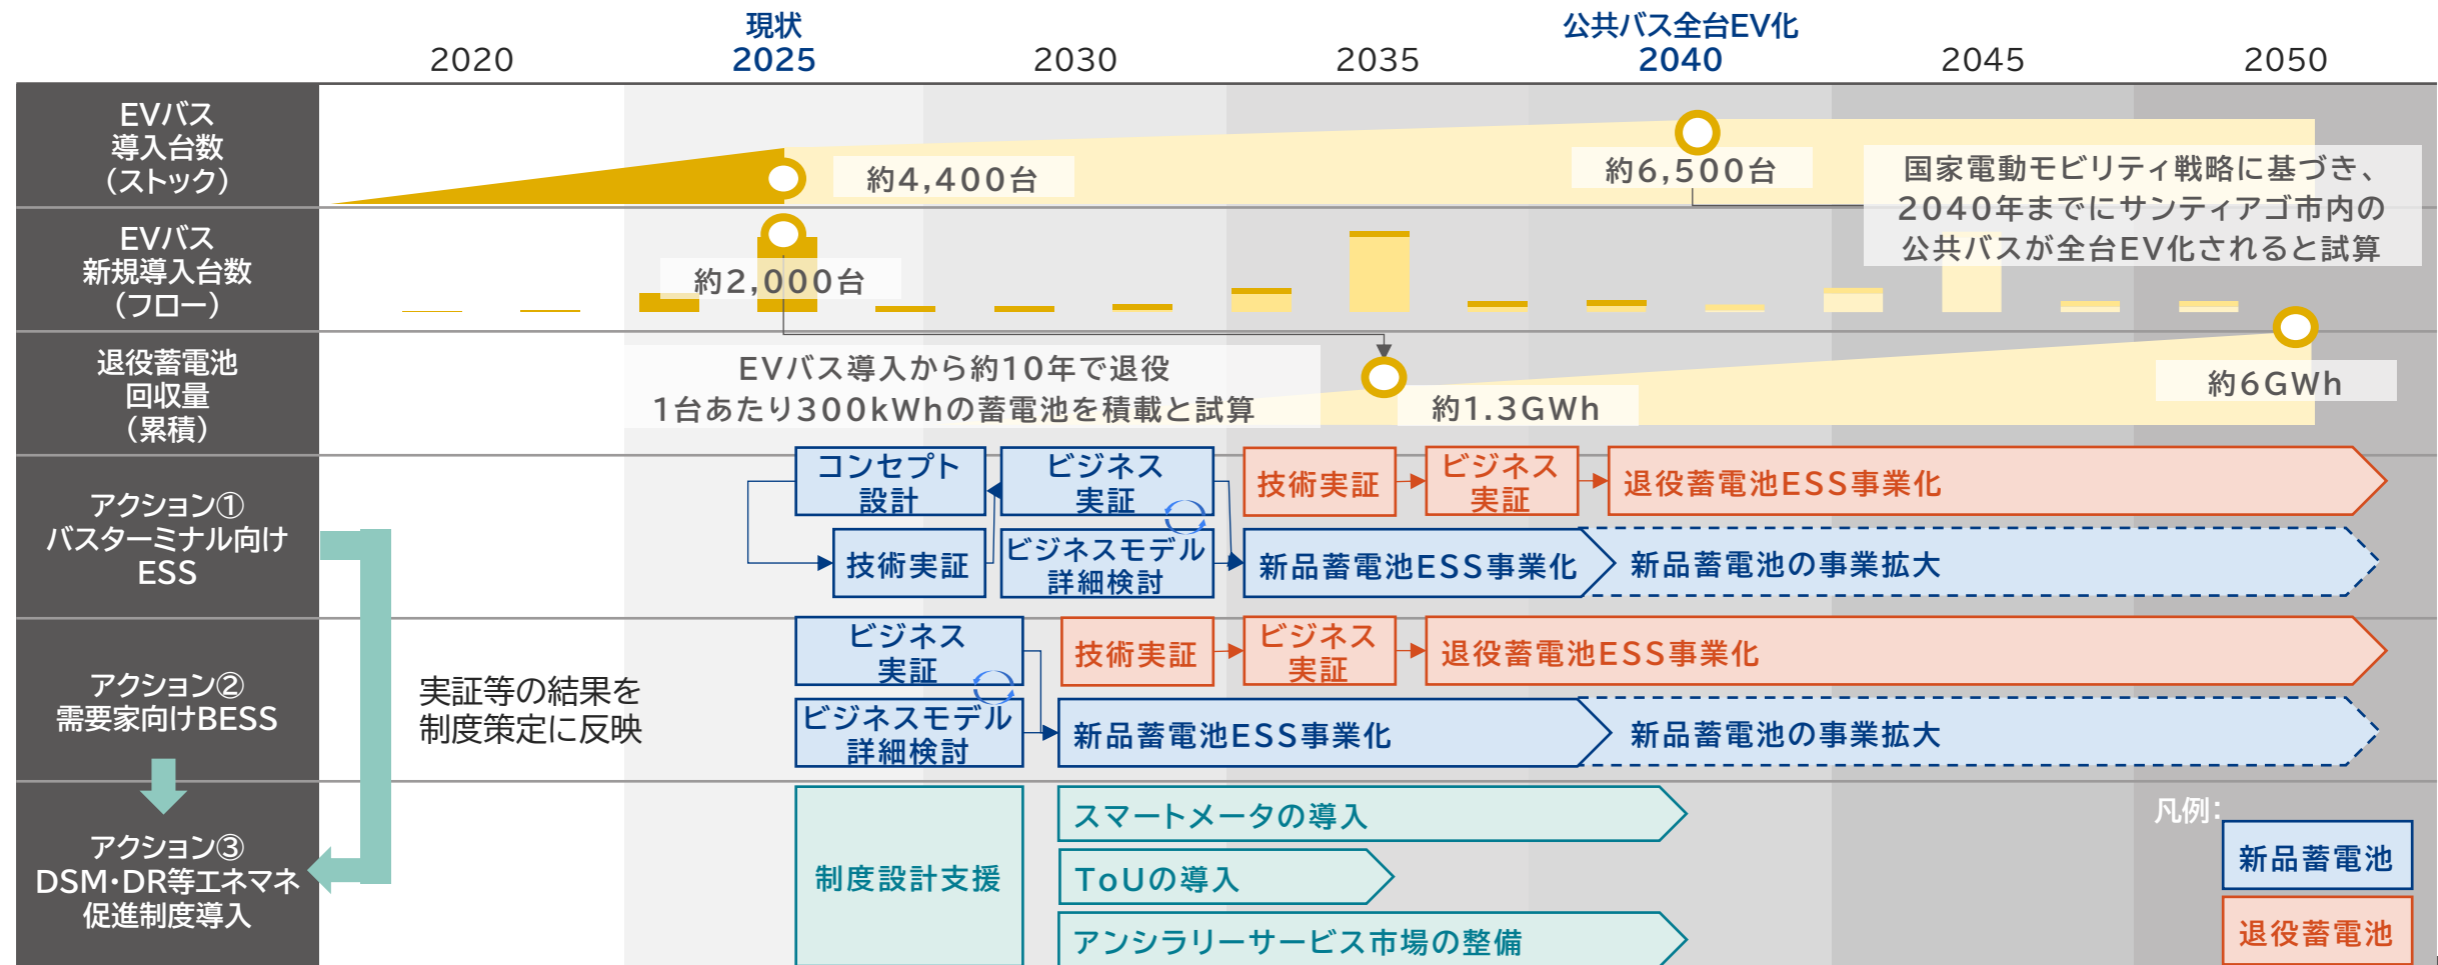 現状
公共バス全台EV化
2020
2025
2030
2035
2040
2045
2050
EVバス
導入台数
（ストック）
約4,400台
約6,500台
国家電動モビリティ戦略に基づき、
2040年までにサンティアゴ市内の
公共バスが全台EV化されると試算
EVバス
新規導入台数
（フロー）
約2,000台
退役蓄電池
回収量
（累積）
EVバス導入から約10年で退役
1台あたり300kWhの蓄電池を積載と試算
約1.3GWh
約6GWh
アクション①
バスターミナル向け
ESS
コンセプト
設計
技術実証
ビジネス
実証
ビジネスモデル
詳細検討
技術実証
ビジネス
実証
退役蓄電池ESS事業化
新品蓄電池ESS事業化
新品蓄電池の事業拡大
アクション②
需要家向けBESS
実証等の結果を
制度策定に反映
ビジネス
実証
ビジネスモデル
詳細検討
技術実証
ビジネス
実証
退役蓄電池ESS事業化
新品蓄電池ESS事業化
新品蓄電池の事業拡大
アクション③
DSM・DR等エネマネ
促進制度導入
制度設計支援
スマートメータの導入
ToUの導入
アンシラリーサービス市場の整備
凡例：
新品蓄電池
退役蓄電池